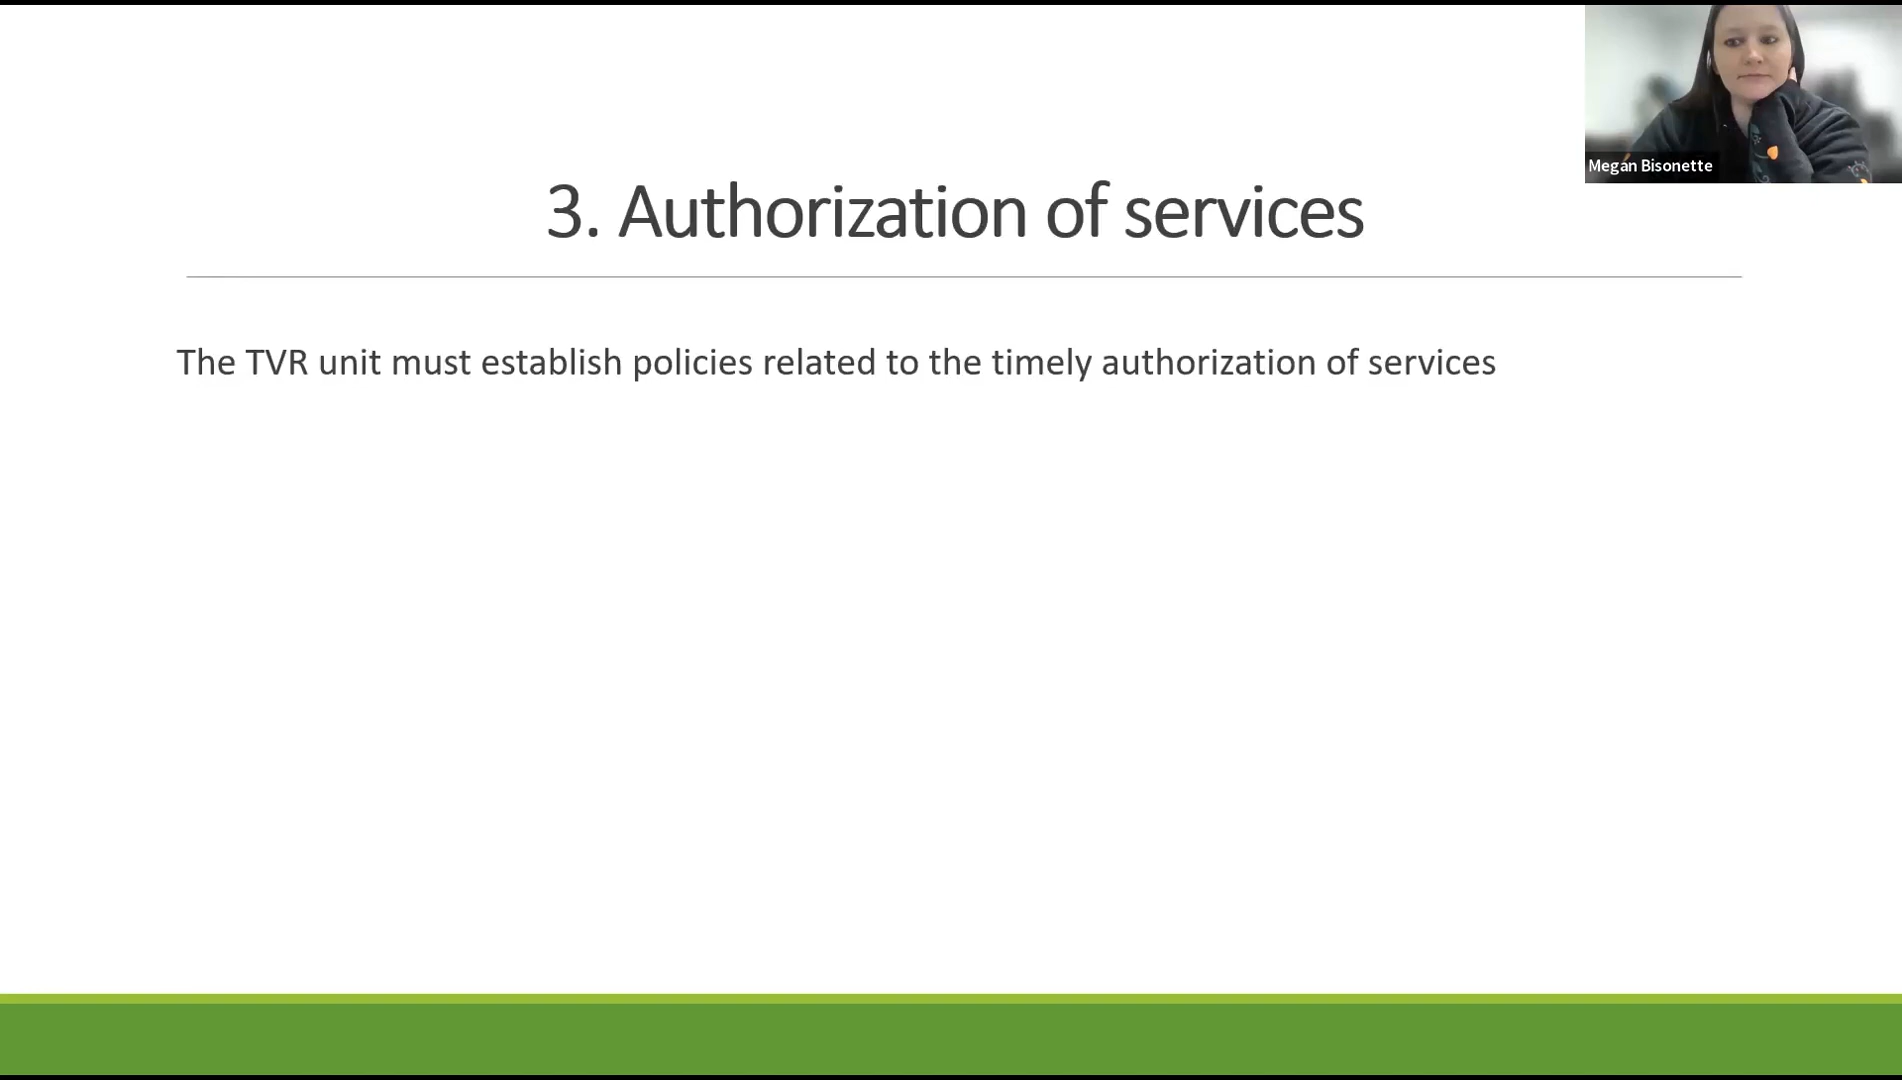 Megan Bisonette
3. Authorization of services
The TVR unit must establish policies related to the timely authorization of services